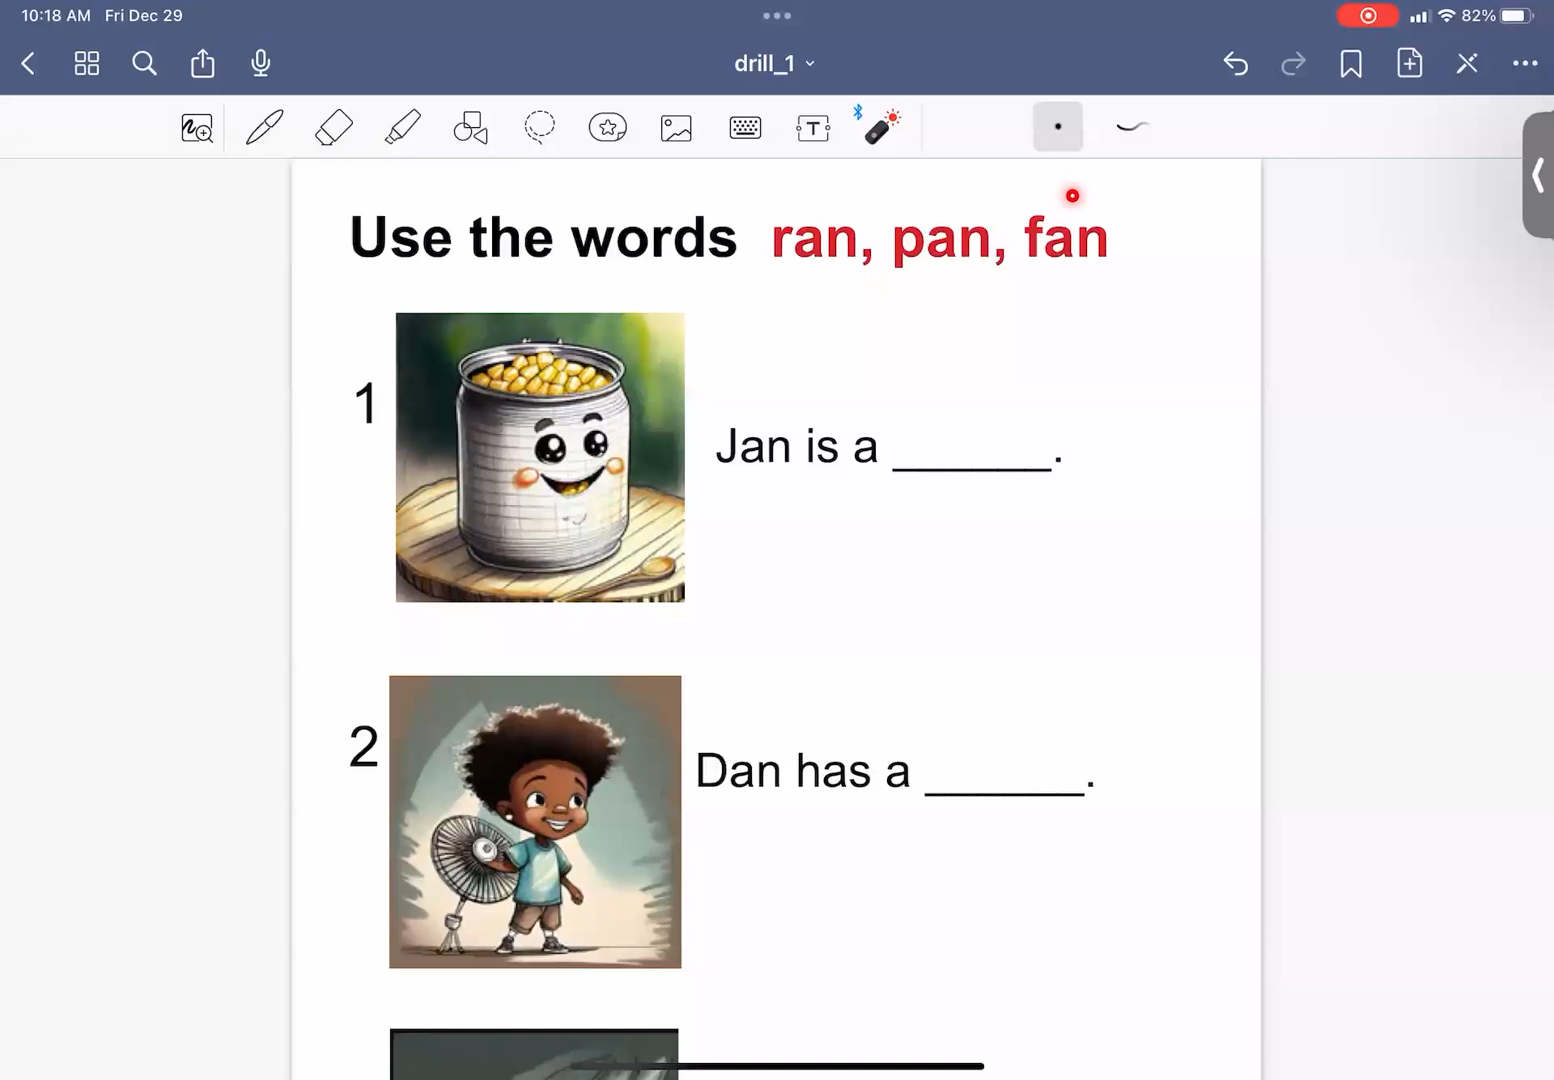 10:18 AM Fri Dec 29
82%
drill_1
T
Use the words ran, pan, fan
1
Jan is a ______.
2
Dan has a ______.